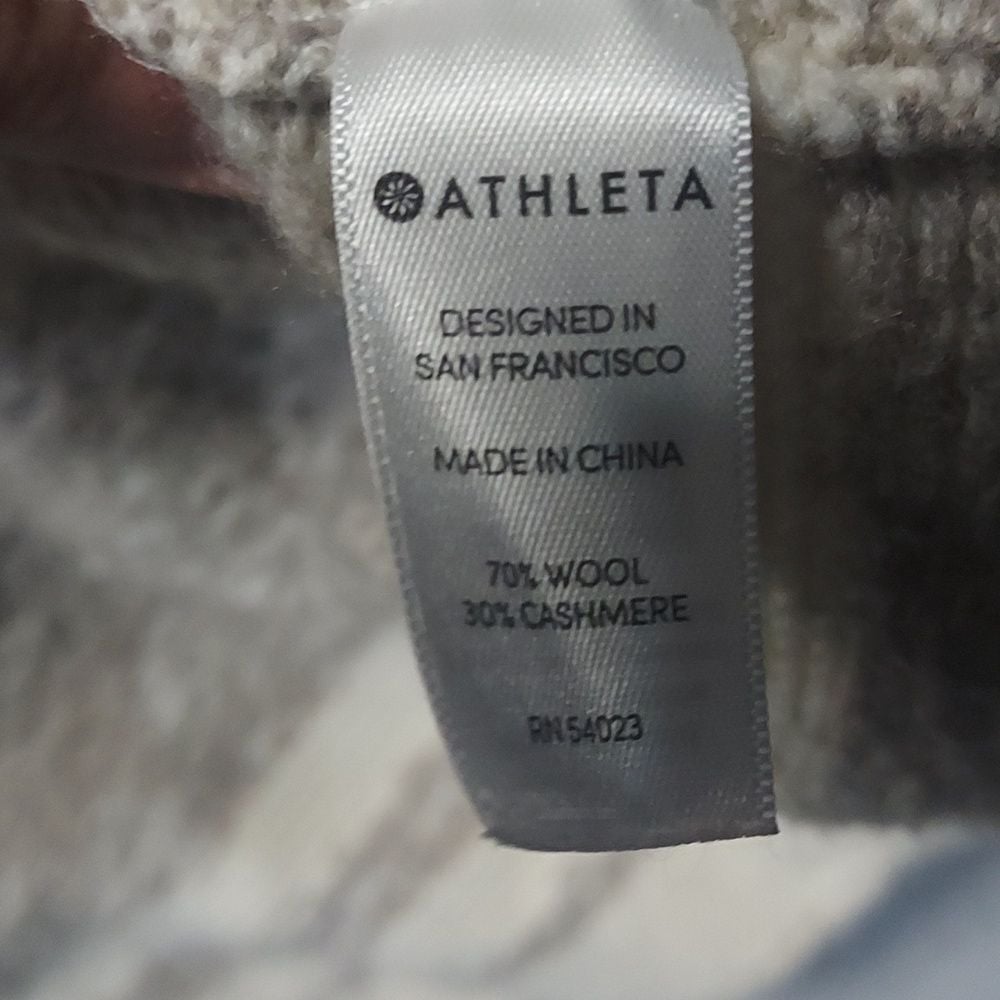 ATHLETA
DESIGNED IN
SAN FRANCISCO
MADE IN CHINA
70% WOOL
30% CASHMERE
RN 54023